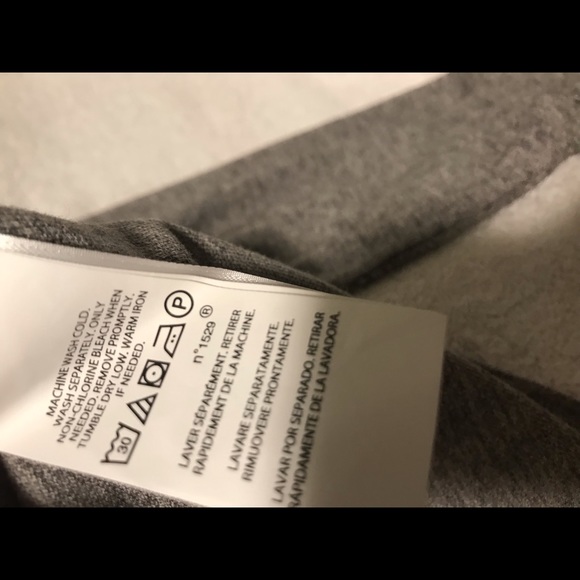 MACHINE WASH COLD.
WASH SEPARATELY. ONLY
NON-CHLORINE BLEACH WHEN
NEEDED. REMOVE PROMPTLY.
TUMBLE DRY LOW. WARM IRON
IF NEEDED.
30 P
n°1529 ®
LAVER SÉPARÉMENT. RETIRER
RAPIDEMENT DE LA MACHINE.
LAVARE SEPARATAMENTE.
RIMUOVERE PRONTAMENTE.
LAVAR POR SEPARADO. RETIRAR
RÁPIDAMENTE DE LA LAVADORA.